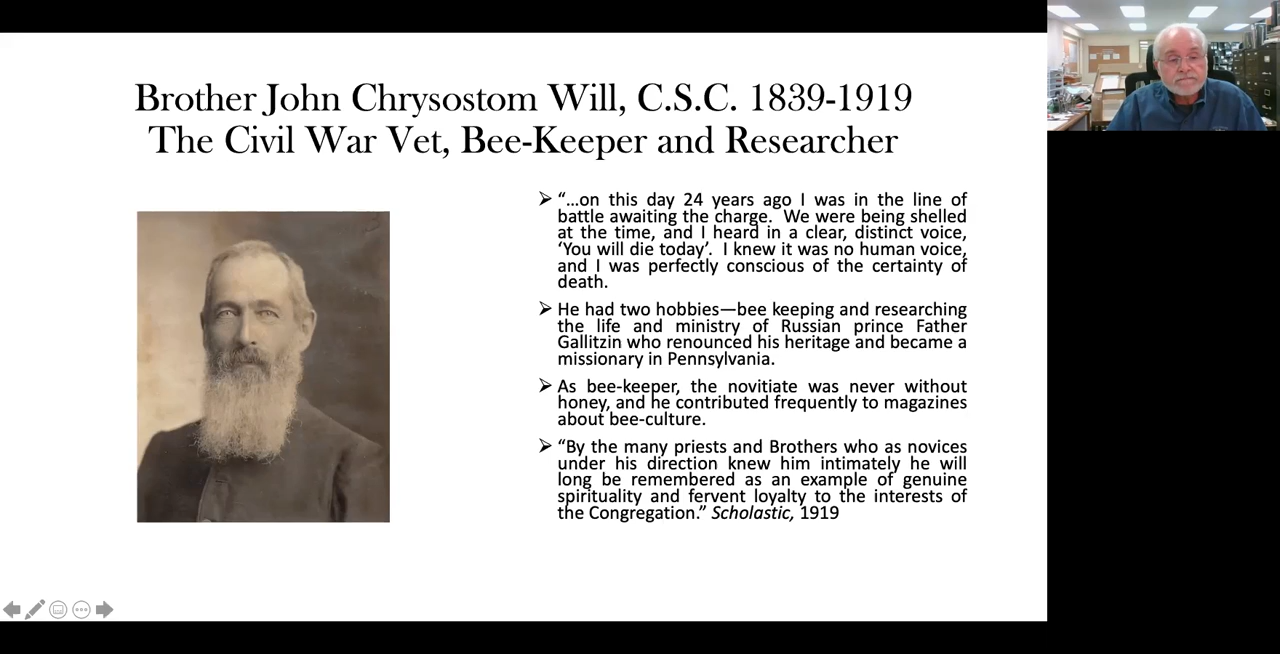 Brother John Chrysostom Will, C.S.C. 1839-1919
The Civil War Vet, Bee-Keeper and Researcher
“…on this day 24 years ago I was in the line of
battle awaiting the charge. We were being shelled
at the time, and I heard in a clear, distinct voice,
‘You will die today’. I knew it was no human voice,
and I was perfectly conscious of the certainty of
death.
He had two hobbies—bee keeping and researching
the life and ministry of Russian prince Father
Gallitzin who renounced his heritage and became a
missionary in Pennsylvania.
As bee-keeper, the novitiate was never without
honey, and he contributed frequently to magazines
about bee-culture.
“By the many priests and Brothers who as novices
under his direction knew him intimately he will
long be remembered as an example of genuine
spirituality and fervent loyalty to the interests of
the Congregation.” Scholastic, 1919